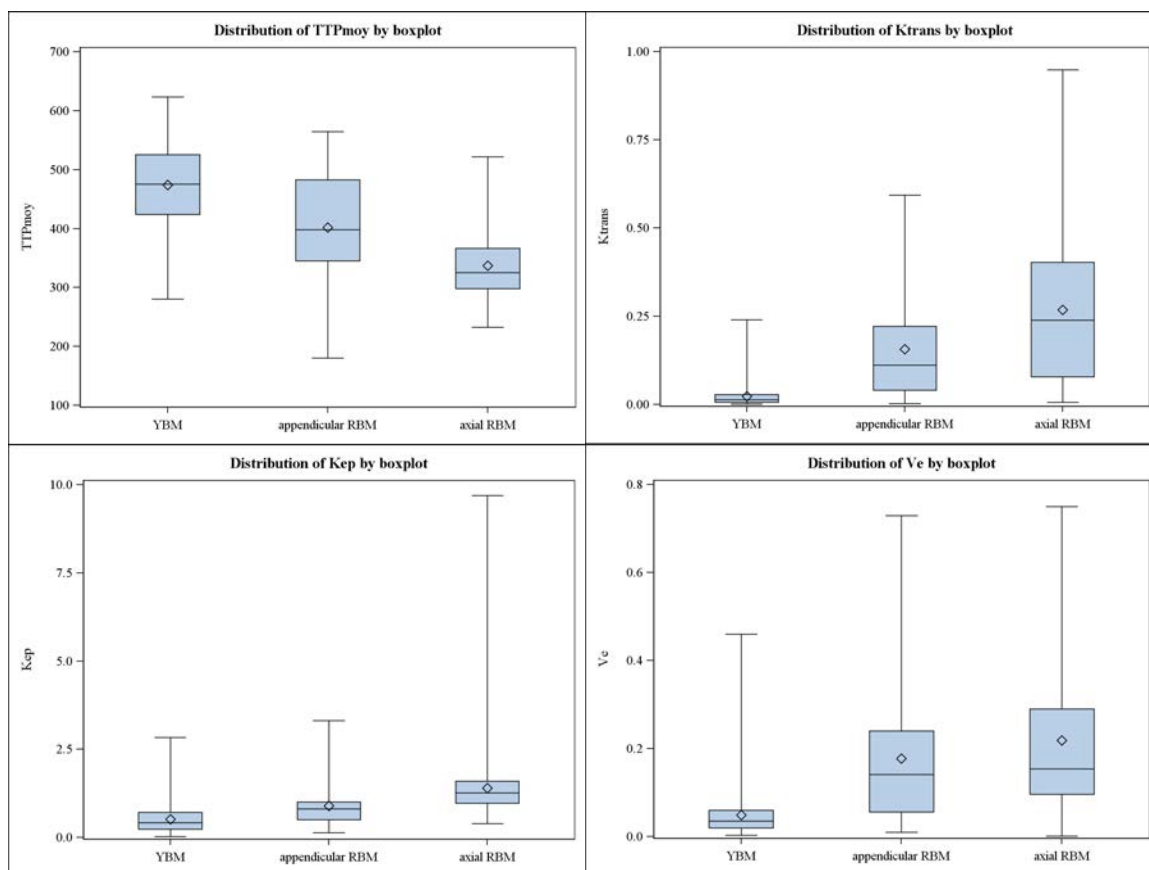 Distribution of TTPmoy by boxplot
700
600
500
400
300
200
100
TTPmoy
YBM appendicular RBM axial RBM
Distribution of Ktrans by boxplot
1.00
0.75
0.50
0.25
0.00
Ktrans
YBM appendicular RBM axial RBM
Distribution of Kep by boxplot
10.0
7.5
5.0
2.5
0.0
Kep
YBM appendicular RBM axial RBM
Distribution of Ve by boxplot
0.8
0.6
0.4
0.2
0.0
Ve
YBM appendicular RBM axial RBM